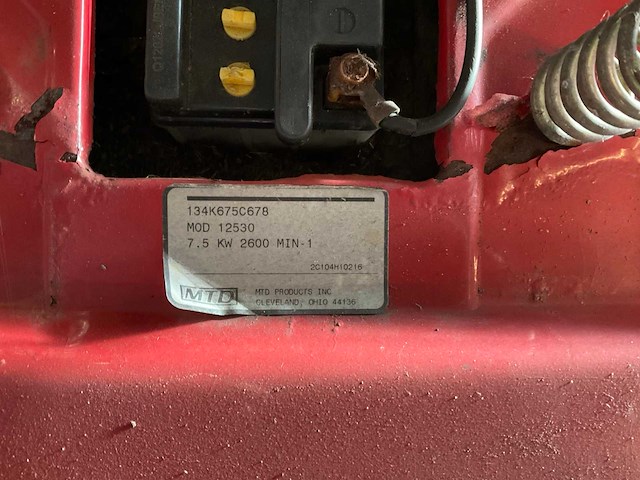 D
134K675C678
MOD 12530
7.5 KW 2600 MIN-1
2C104H10216
MTD
MTD PRODUCTS INC
CLEVELAND, OHIO 44136